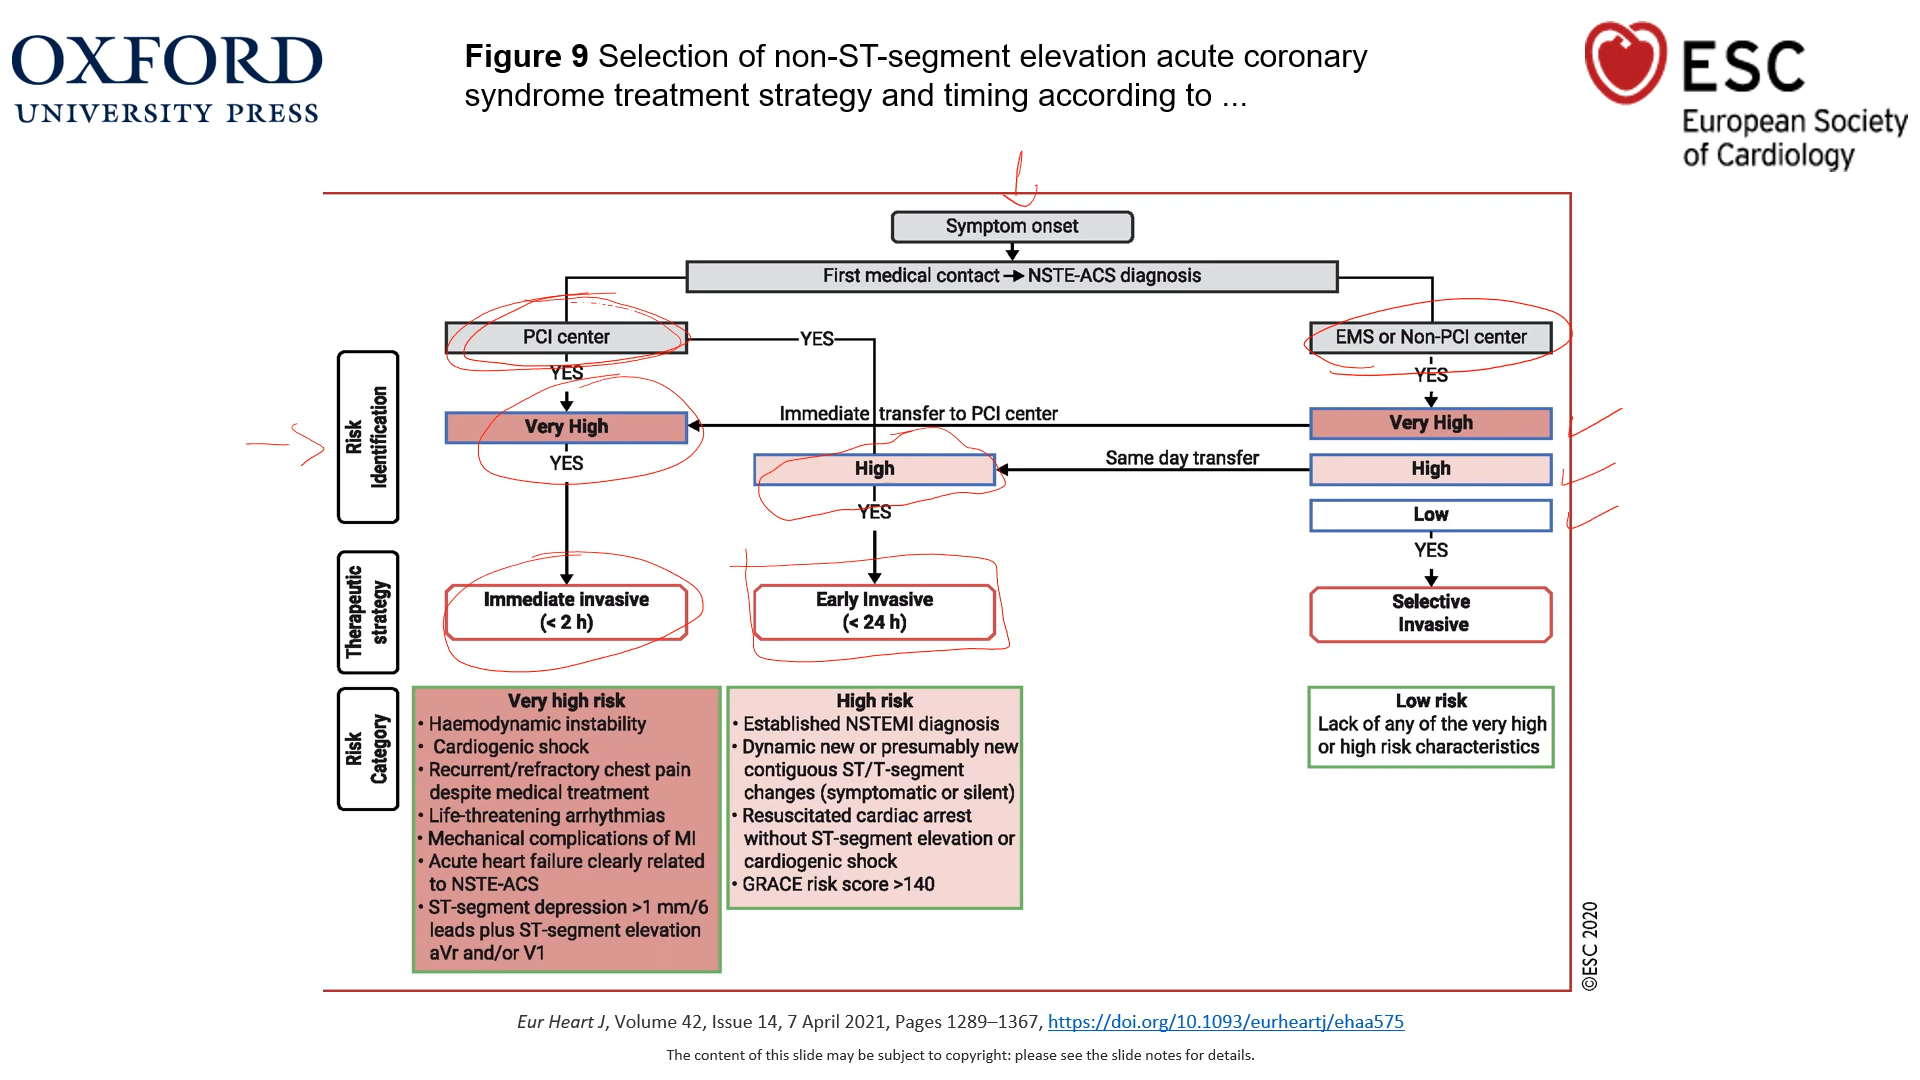 OXFORD
UNIVERSITY PRESS
Figure 9 Selection of non-ST-segment elevation acute coronary
syndrome treatment strategy and timing according to ...
ESC
European Society
of Cardiology
Symptom onset
First medical contact → NSTE-ACS diagnosis
PCI center
YES
EMS or Non-PCI center
YES
YES
Risk
Identification
Very High
Immediate transfer to PCI center
Very High
YES
High
Same day transfer
High
YES
Low
YES
Therapeutic
strategy
Immediate invasive
(< 2 h)
Early Invasive
(< 24 h)
Selective
Invasive
Risk
Category
Very high risk
• Haemodynamic instability
• Cardiogenic shock
• Recurrent/refractory chest pain
despite medical treatment
• Life-threatening arrhythmias
• Mechanical complications of MI
• Acute heart failure clearly related
to NSTE-ACS
• ST-segment depression >1 mm/6
leads plus ST-segment elevation
aVr and/or V1
High risk
• Established NSTEMI diagnosis
• Dynamic new or presumably new
contiguous ST/T-segment
changes (symptomatic or silent)
• Resuscitated cardiac arrest
without ST-segment elevation or
cardiogenic shock
• GRACE risk score >140
Low risk
Lack of any of the very high
or high risk characteristics
©ESC 2020
Eur Heart J, Volume 42, Issue 14, 7 April 2021, Pages 1289–1367, https://doi.org/10.1093/eurheartj/ehaa575
The content of this slide may be subject to copyright: please see the slide notes for details.